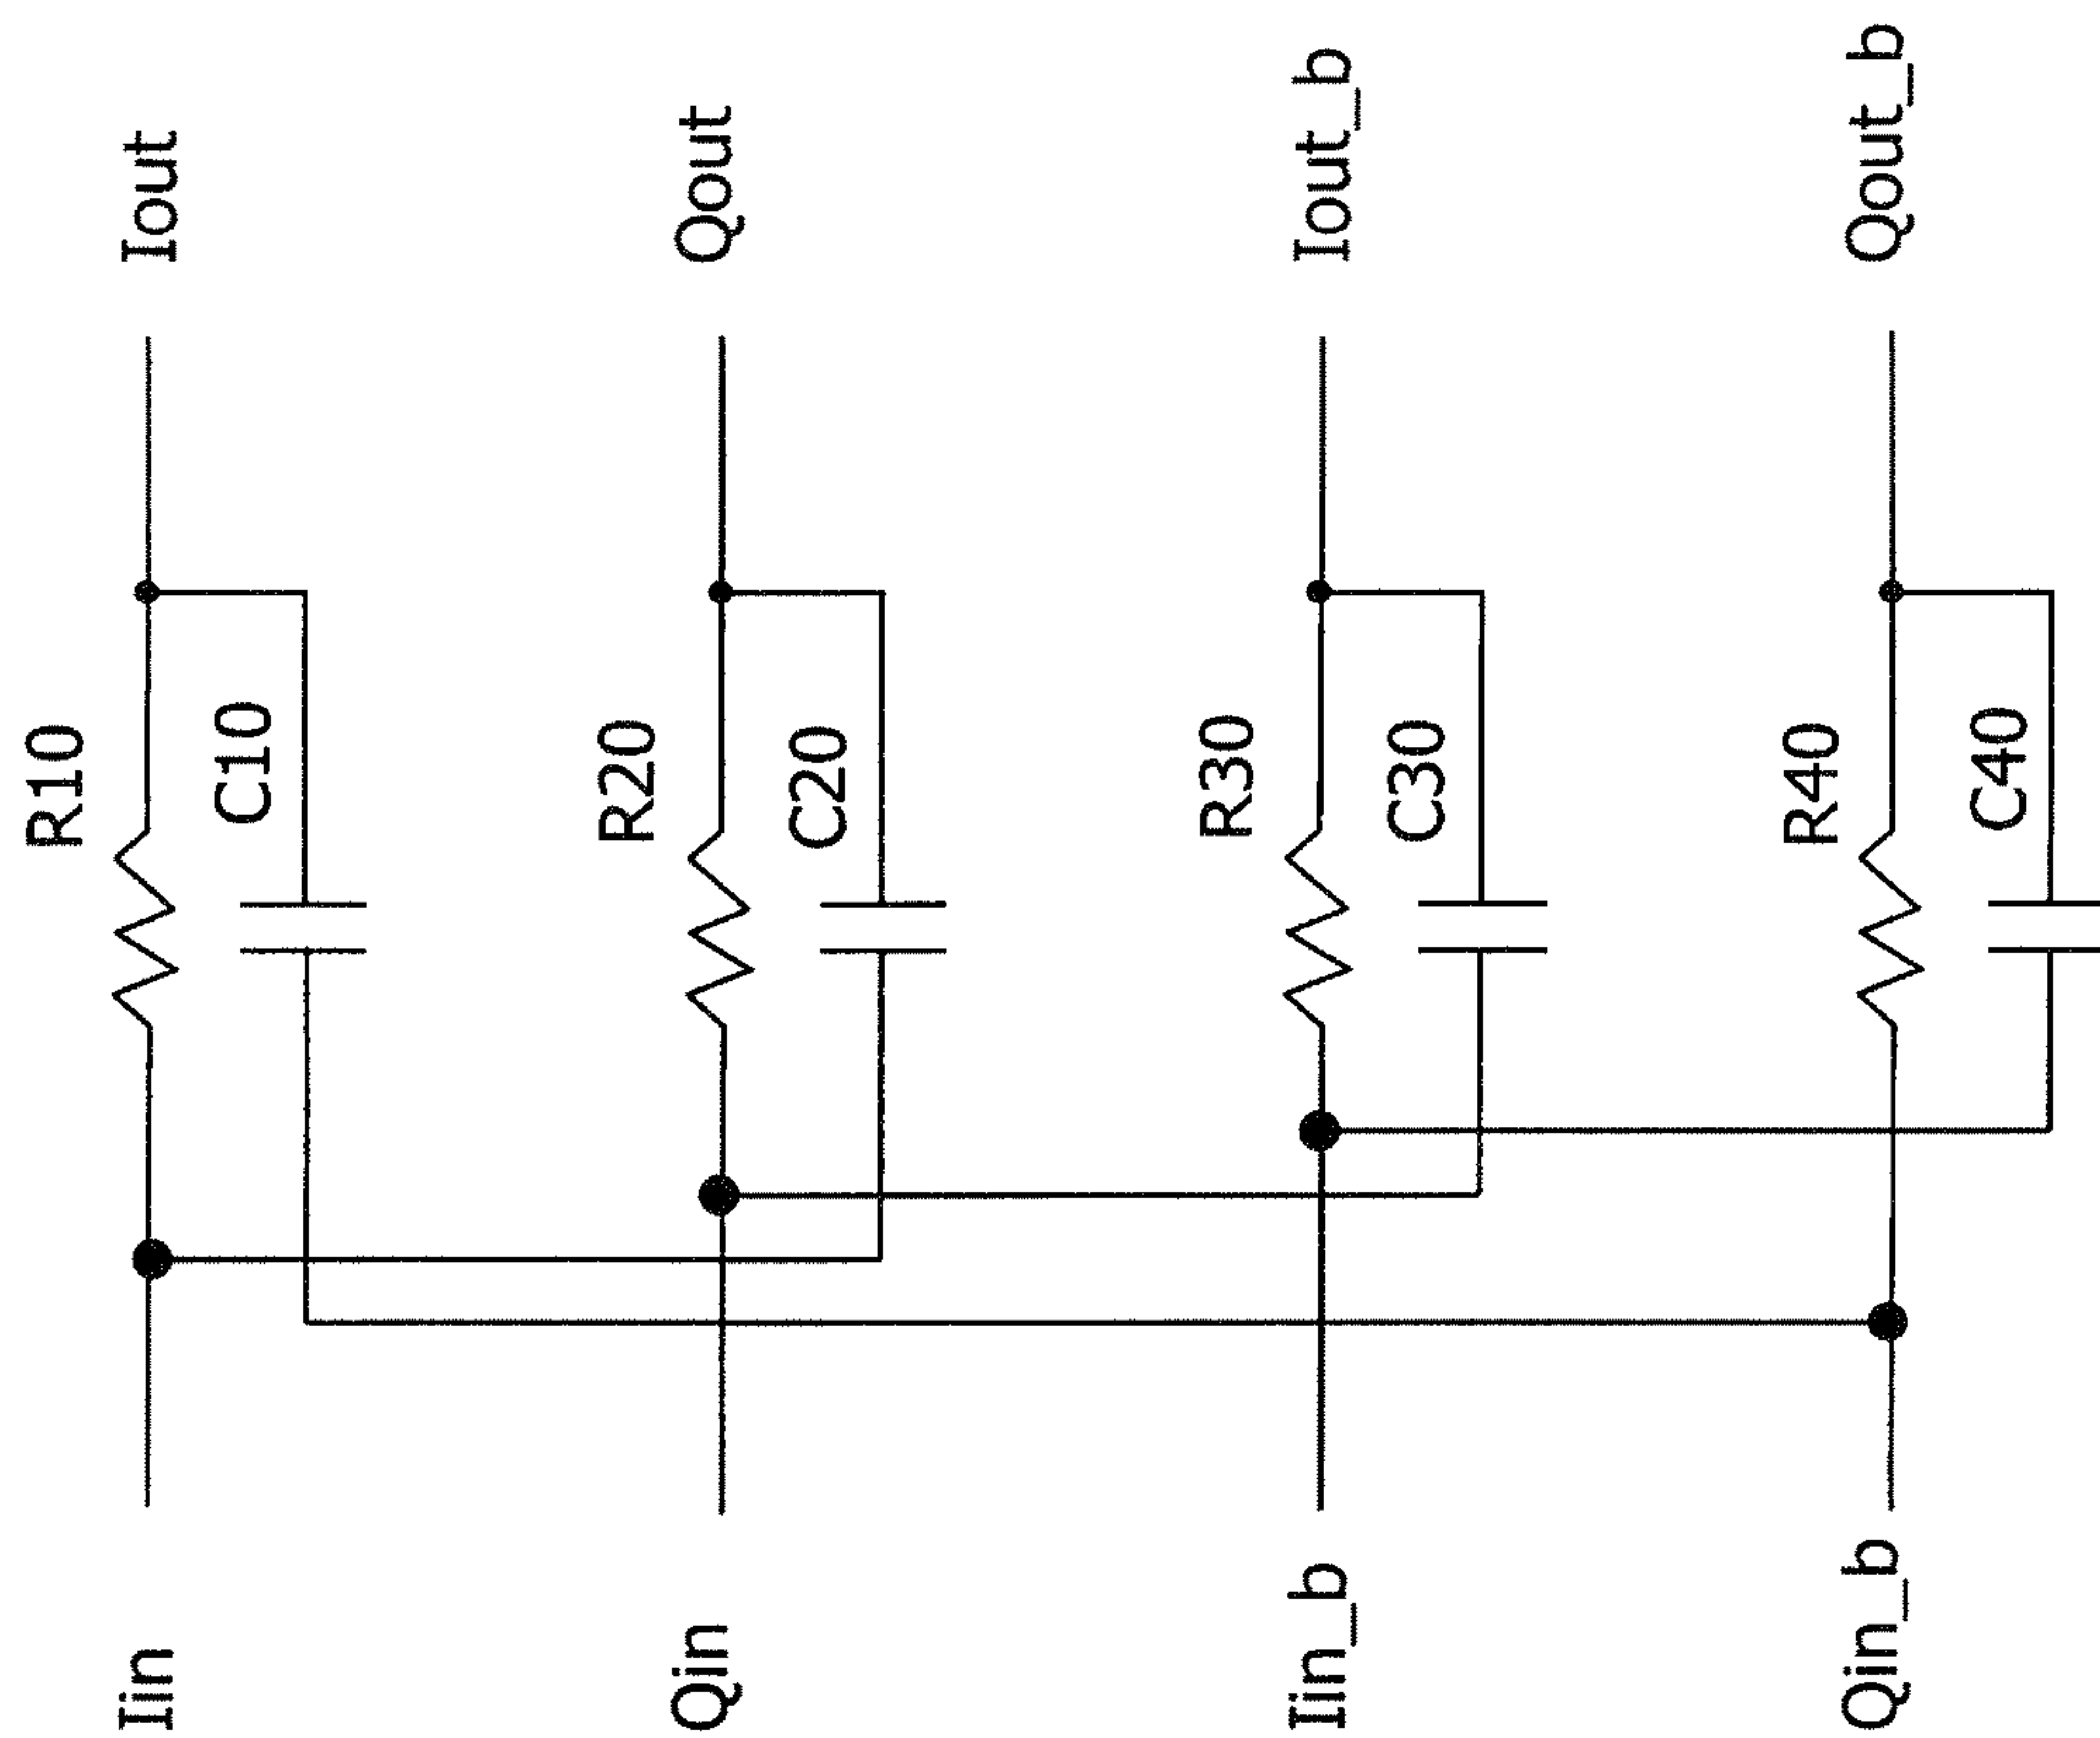 Iin
R10
C10
Iout
Qin
R20
C20
Qout
Iin_b
R30
C30
Iout_b
Qin_b
R40
C40
Qout_b